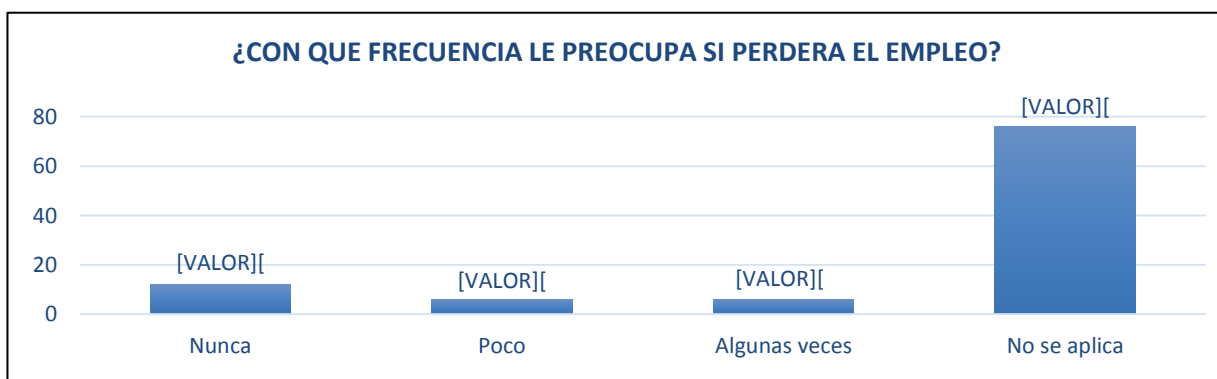 ¿CON QUE FRECUENCIA LE PREOCUPA SI PERDERA EL EMPLEO?
80
60
40
20
0
[VALOR][
[VALOR][
[VALOR][
[VALOR][
Nunca
Poco
Algunas veces
No se aplica